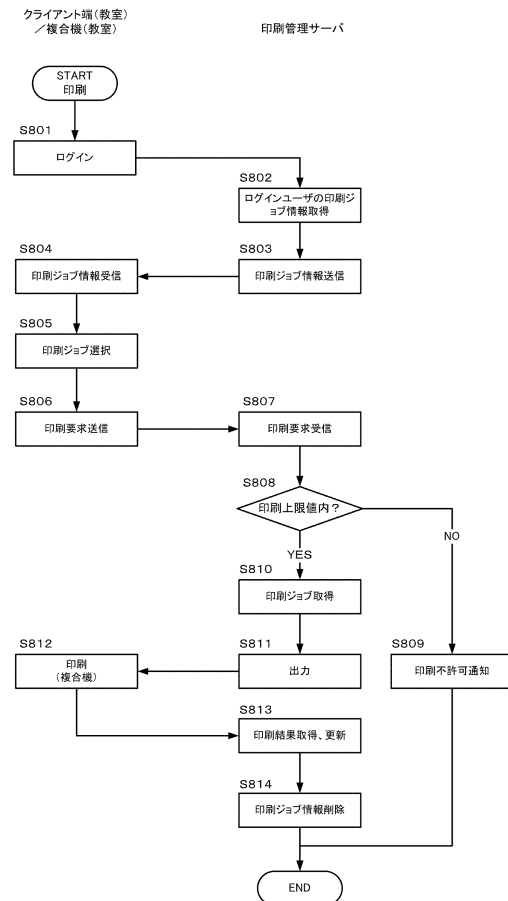 クライアント端(教室)
／複合機(教室)
印刷管理サーバ
START
印刷
S801
ログイン
S802
ログインユーザの印刷ジ
ョブ情報取得
S804
S803
印刷ジョブ情報受信
印刷ジョブ情報送信
S805
印刷ジョブ選択
S806
S807
印刷要求送信
印刷要求受信
S808
印刷上限値内？
NO
YES
S810
印刷ジョブ取得
S812
S811
S809
印刷
(複合機)
出力
印刷不許可通知
S813
印刷結果取得、更新
S814
印刷ジョブ情報削除
END